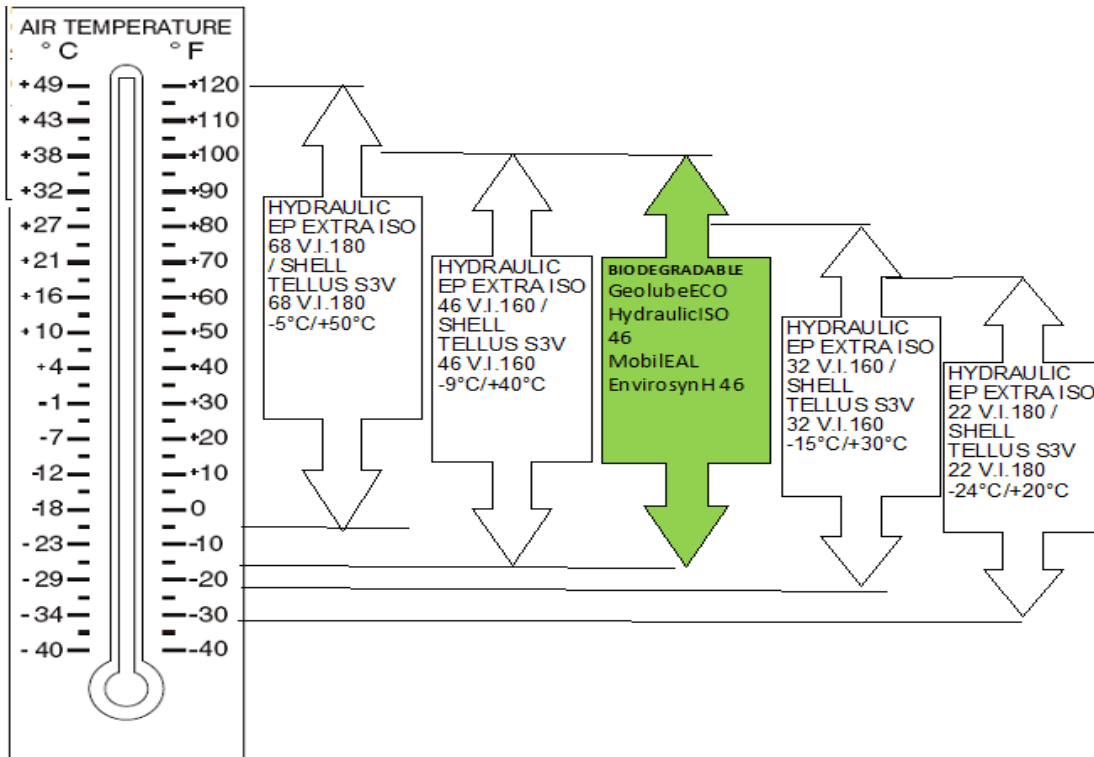 AIR TEMPERATURE
° C ° F
+49 +120
+43 +110
+38 +100
+32 +90
+27 +80
+21 +70
+16 +60
+10 +50
+4 +40
-1 +30
-7 +20
-12 +10
-18 0
-23 -10
-29 -20
-34 -30
-40 -40
HYDRAULIC
EP EXTRA ISO
68 V.I.180
/ SHELL
TELLUS S3V
68 V.I.180
-5°C/+50°C
HYDRAULIC
EP EXTRA ISO
46 V.I.160 /
SHELL
TELLUS S3V
46 V.I.160
-9°C/+40°C
BIODEGRADABLE
GeolubeECO
HydraulicISO
46
MobilEAL
EnvirosynH 46
HYDRAULIC
EP EXTRA ISO
32 V.I.160 /
SHELL
TELLUS S3V
32 V.I.160
-15°C/+30°C
HYDRAULIC
EP EXTRA ISO
22 V.I.180 /
SHELL
TELLUS S3V
22 V.I.180
-24°C/+20°C